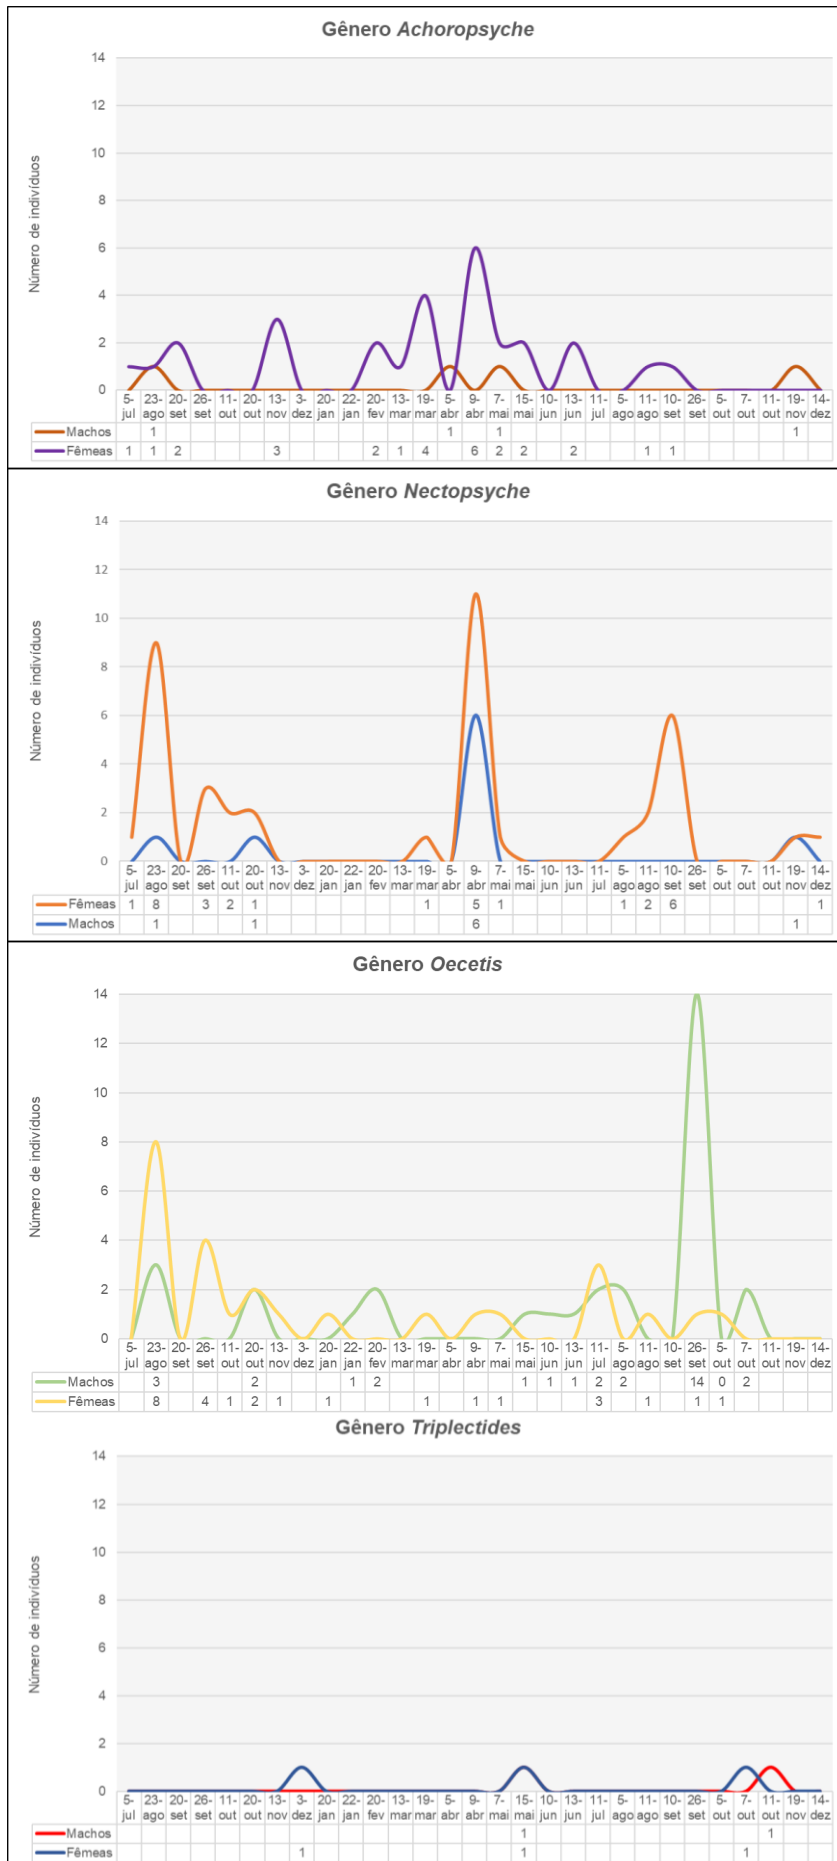 Gênero Achoropsyche
14
12
10
8
6
4
2
0
Número de indivíduos
5-jul 23-ago 20-set 26-set 11-out 20-out 13-nov 3-dez 20-jan 22-jan 20-fev 13-mar 19-mar 5-abr 9-abr 7-mai 15-mai 10-jun 13-jun 11-jul 5-ago 11-ago 10-set 26-set 5-out 7-out 11-out 19-nov 14-dez
Machos 1 1 1 1
Fêmeas 1 1 2 3 2 1 4 6 2 2 2 1 1
Gênero Nectopsyche
14
12
10
8
6
4
2
0
Número de indivíduos
5-jul 23-ago 20-set 26-set 11-out 20-out 13-nov 3-dez 20-jan 22-jan 20-fev 13-mar 19-mar 5-abr 9-abr 7-mai 15-mai 10-jun 13-jun 11-jul 5-ago 11-ago 10-set 26-set 5-out 7-out 11-out 19-nov 14-dez
Fêmeas 1 8 3 2 1 1 5 1 1 2 6 1
Machos 1 1 6 1
Gênero Oecetis
14
12
10
8
6
4
2
0
Número de indivíduos
5-jul 23-ago 20-set 26-set 11-out 20-out 13-nov 3-dez 20-jan 22-jan 20-fev 13-mar 19-mar 5-abr 9-abr 7-mai 15-mai 10-jun 13-jun 11-jul 5-ago 11-ago 10-set 26-set 5-out 7-out 11-out 19-nov 14-dez
Machos 3 2 1 2 1 1 1 2 2 14 0 2
Fêmeas 8 4 1 2 1 1 1 1 1 3 1 1 1
Gênero Triplectides
14
12
10
8
6
4
2
0
Número de indivíduos
5-jul 23-ago 20-set 26-set 11-out 20-out 13-nov 3-dez 20-jan 22-jan 20-fev 13-mar 19-mar 5-abr 9-abr 7-mai 15-mai 10-jun 13-jun 11-jul 5-ago 11-ago 10-set 26-set 5-out 7-out 11-out 19-nov 14-dez
Machos 1 1
Fêmeas 1 1 1